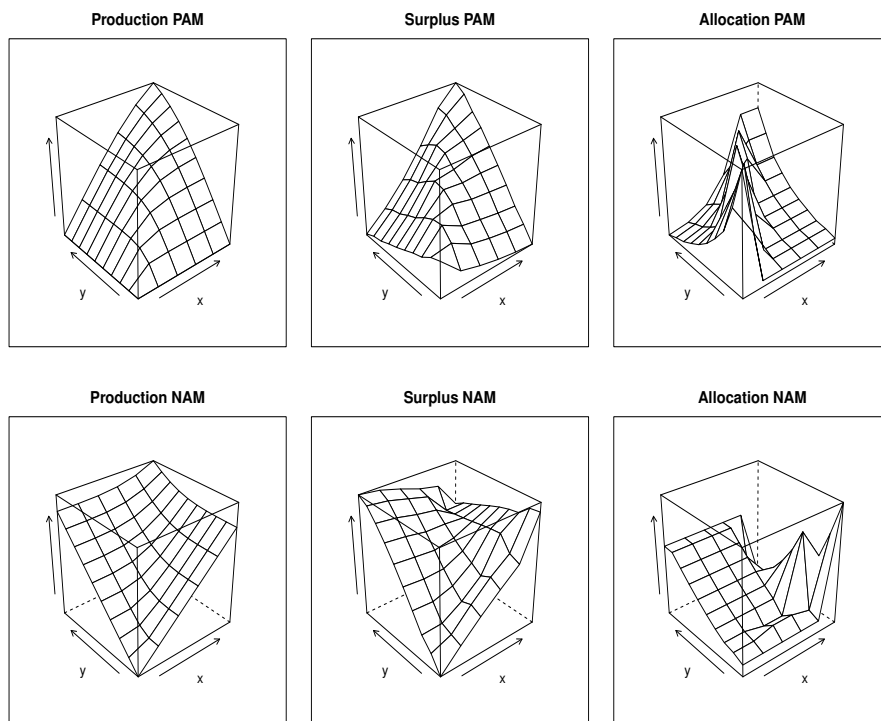 Production PAM
Surplus PAM
Allocation PAM
y
x
y
x
y
x
Production NAM
Surplus NAM
Allocation NAM
y
x
y
x
y
x